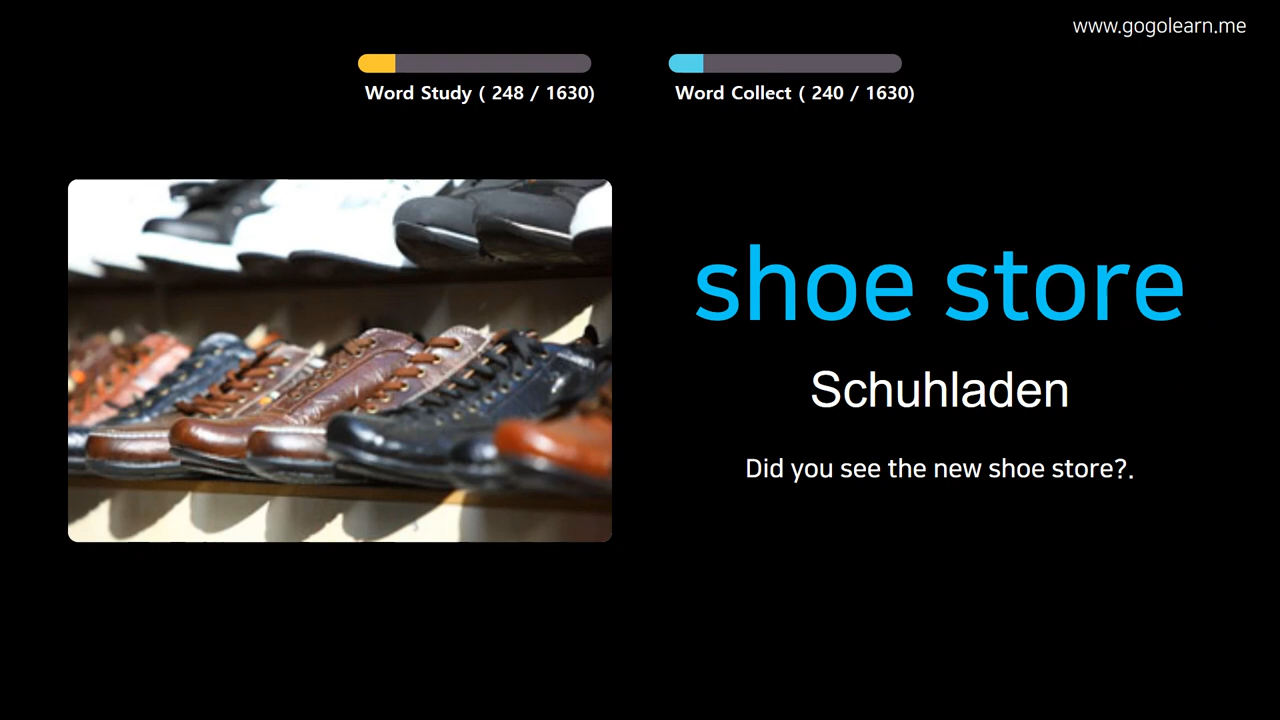 www.gogolearn.me
Word Study ( 248 / 1630)
Word Collect ( 240 / 1630)
shoe store
Schuhladen
Did you see the new shoe store?.